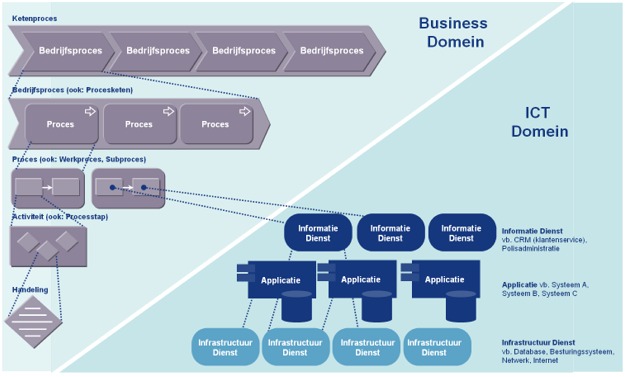 Ketenproces
Business
Domein
Bedrijfsproces
Bedrijfsproces
Bedrijfsproces
Bedrijfsproces
Bedrijfsproces (ook: Procesketen)
ICT
Domein
Proces
Proces
Proces
Proces (ook: Werkproces, Subproces)
Activiteit (ook: Processtap)
Informatie
Dienst
Informatie
Dienst
Informatie
Dienst
Informatie Dienst
vb. CRM (klantenservice),
Polisadministratie
Applicatie
Applicatie
Applicatie
Applicatie vb. Systeem A,
Systeem B, Systeem C
Handeling
Infrastructuur
Dienst
Infrastructuur
Dienst
Infrastructuur
Dienst
Infrastructuur
Dienst
Infrastructuur Dienst
vb. Database, Besturingssysteem,
Netwerk, Internet